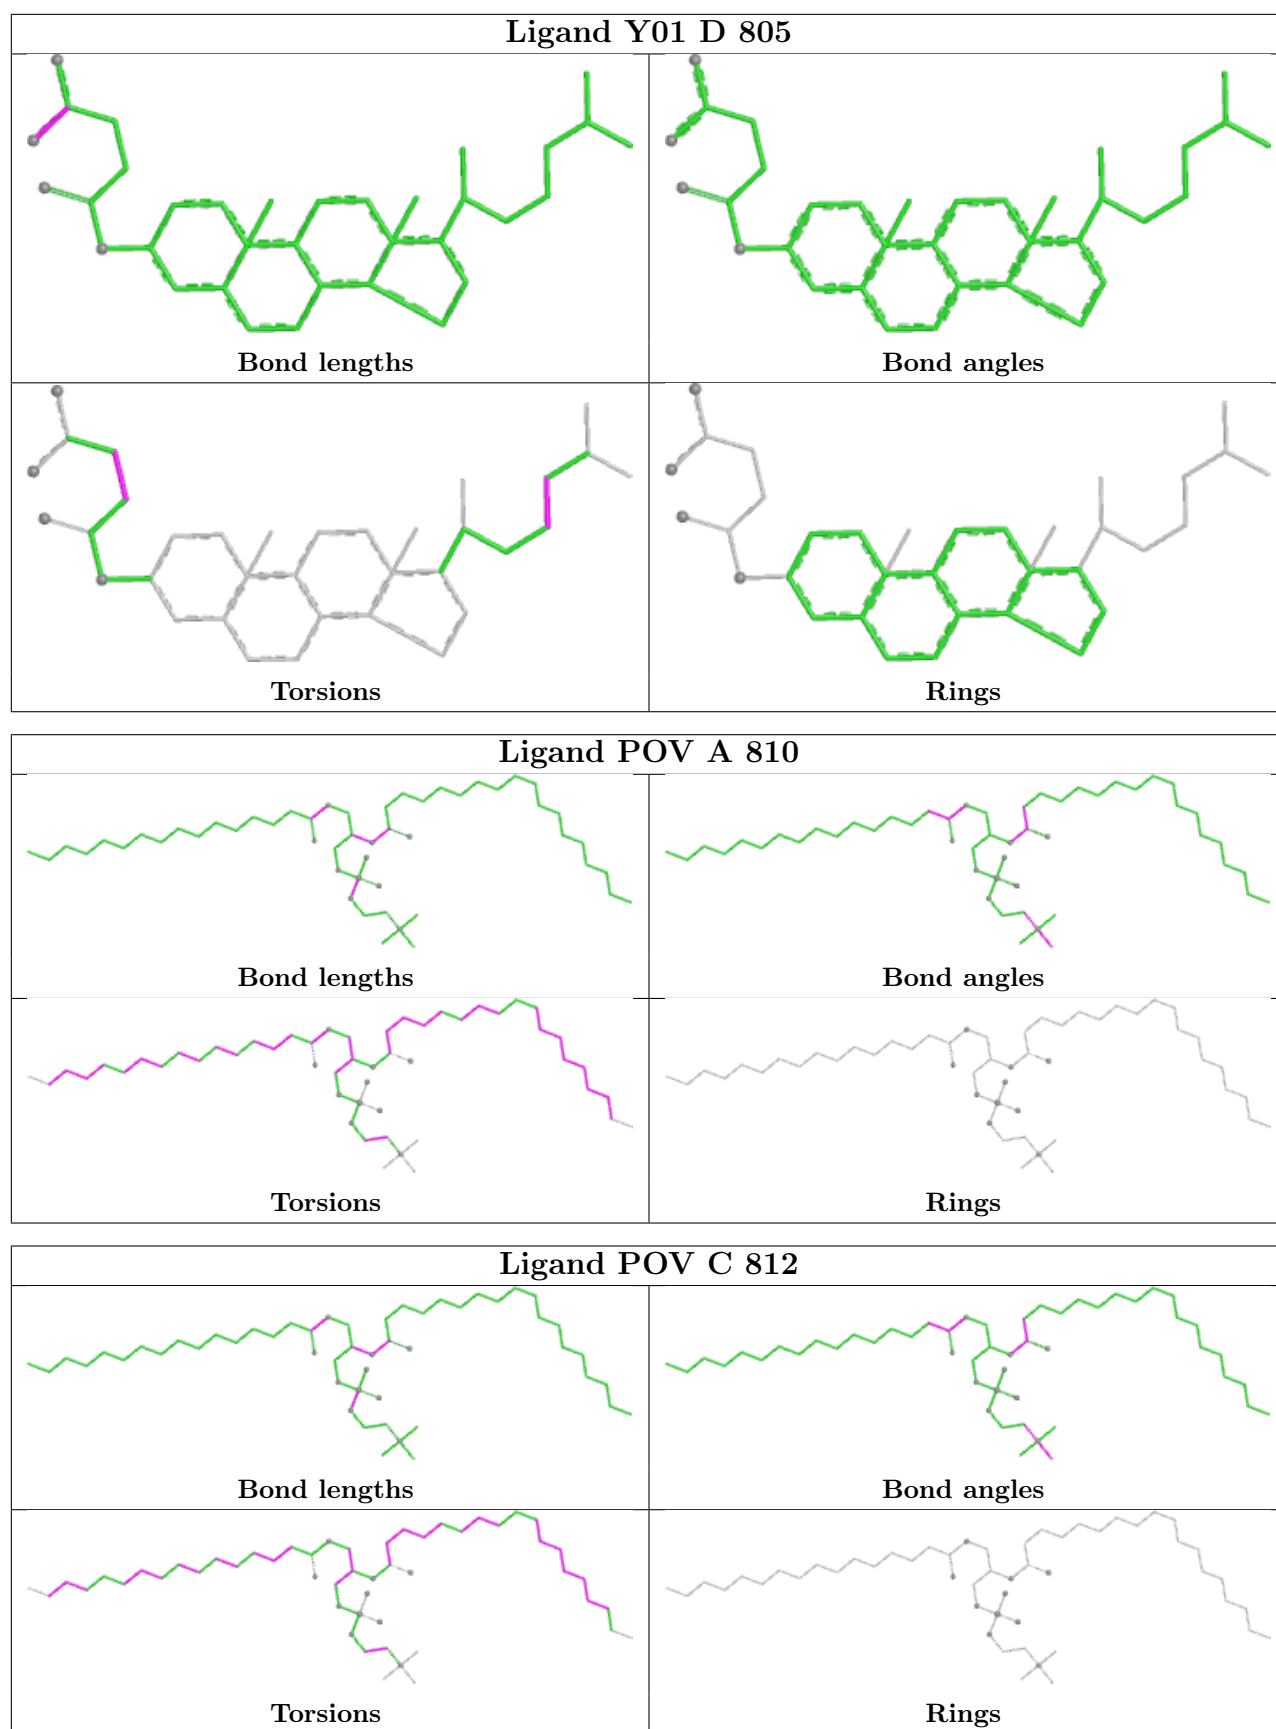 Ligand Y01 D 805
Bond lengths
Bond angles
Torsions
Rings
Ligand POV A 810
Bond lengths
Bond angles
Torsions
Rings
Ligand POV C 812
Bond lengths
Bond angles
Torsions
Rings